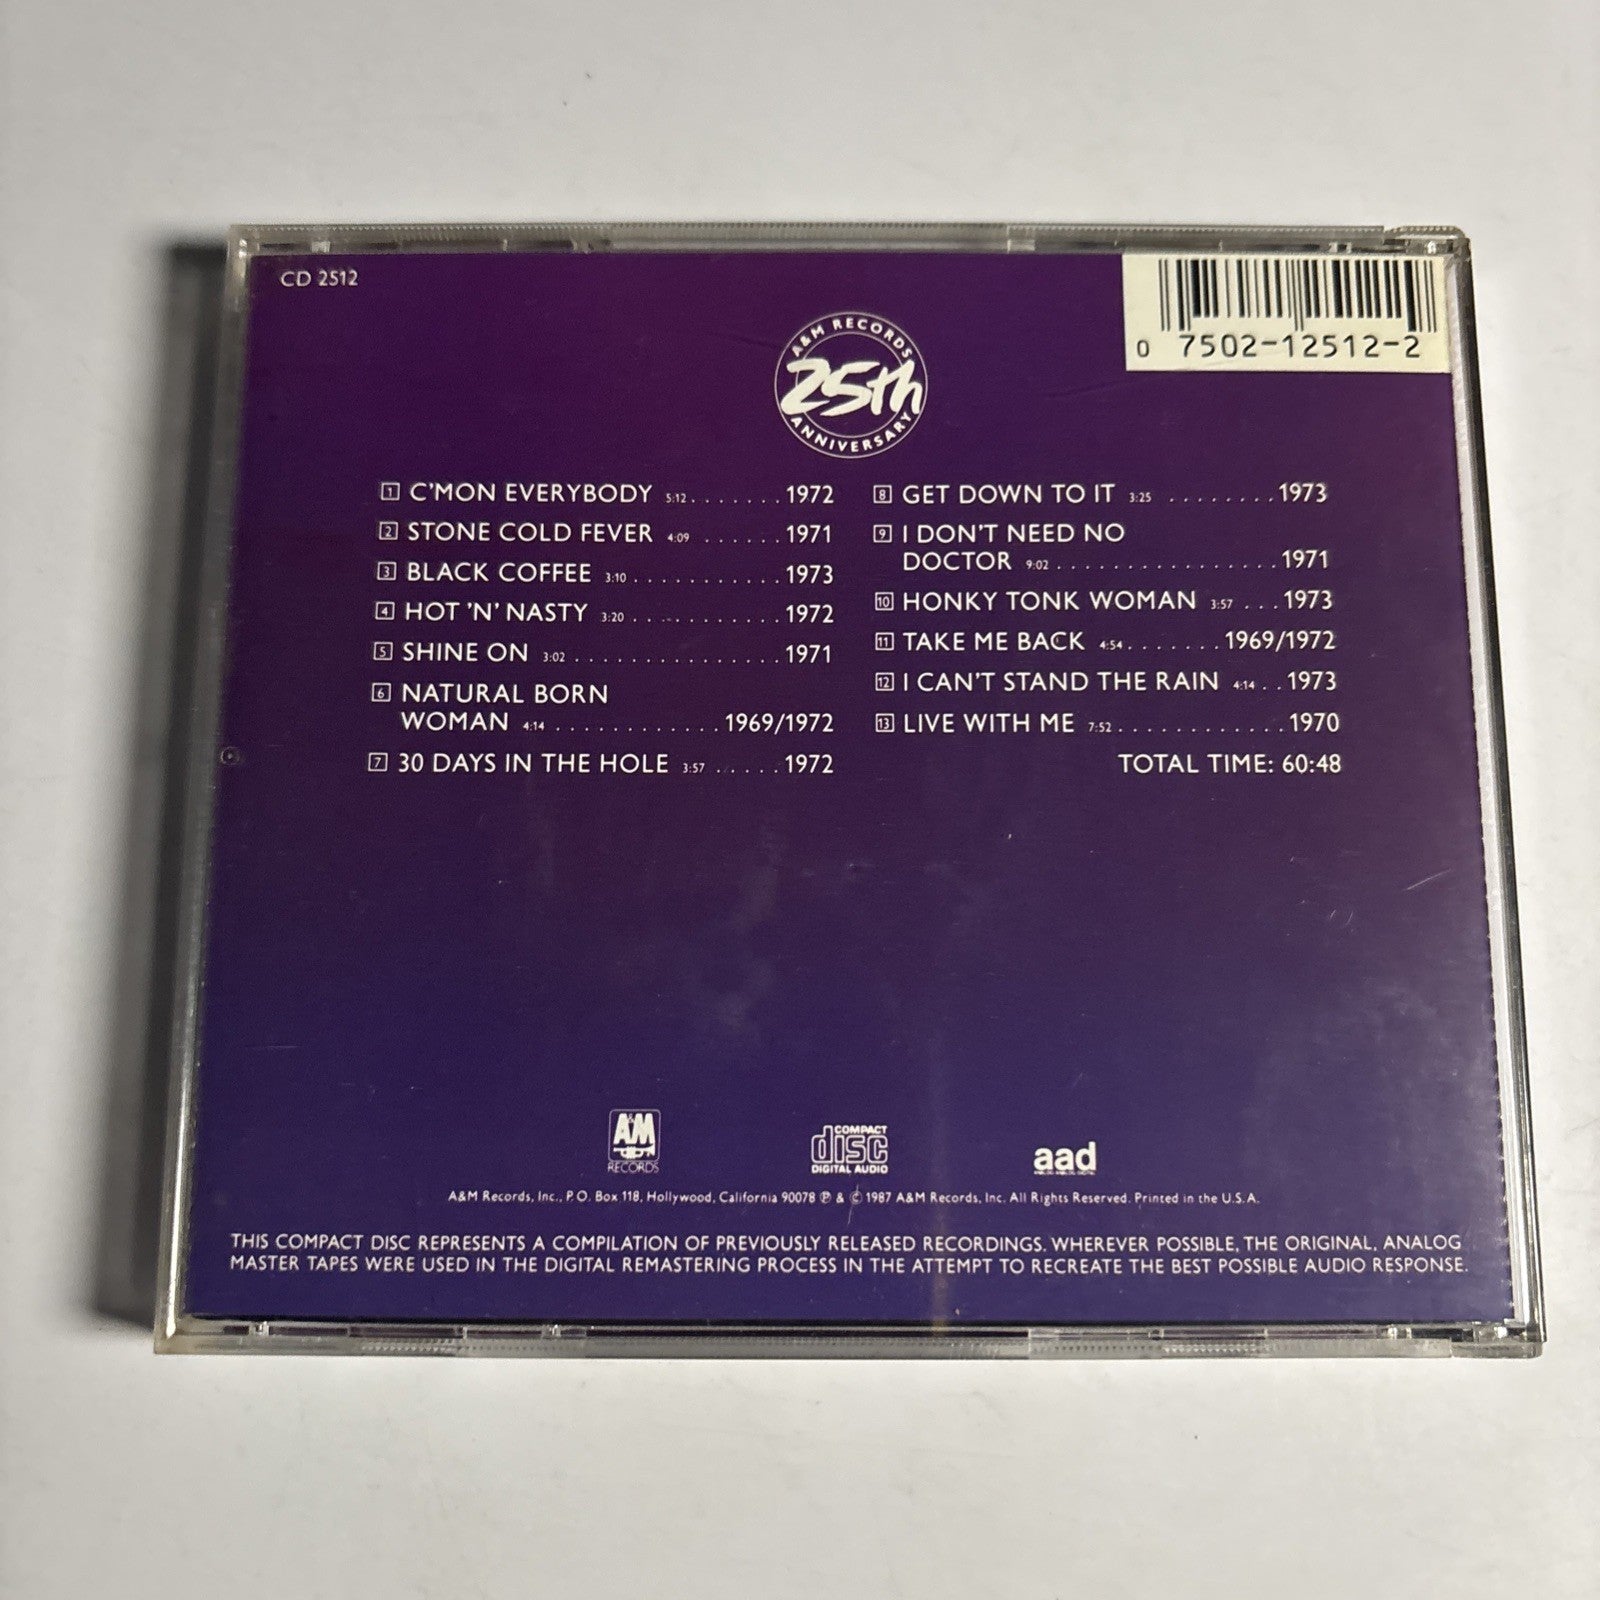 CD 2512
0 7502-12512-2
A&M RECORDS
25th
ANNIVERSARY
1 C'MON EVERYBODY 5:12.......1972
2 STONE COLD FEVER 4:09 ......1971
3 BLACK COFFEE 3:10...........1973
4 HOT 'N' NASTY 3:20...........1972
5 SHINE ON 3:02...............1971
6 NATURAL BORN
WOMAN 4:14 ............1969/1972
7 30 DAYS IN THE HOLE 3:57 ......1972
8 GET DOWN TO IT 3:25 ........1973
9 I DON'T NEED NO
DOCTOR 9:02................1971
10 HONKY TONK WOMAN 3:57 ...1973
11 TAKE ME BACK 4:54.......1969/1972
12 I CAN'T STAND THE RAIN 4:14..1973
13 LIVE WITH ME 7:52............1970
TOTAL TIME: 60:48
A&M
RECORDS
COMPACT
disc
DIGITAL AUDIO
aad
A&M Records, Inc., P.O. Box 118, Hollywood, California 90078 ℗ & © 1987 A&M Records, Inc. All Rights Reserved. Printed in the U.S.A.
THIS COMPACT DISC REPRESENTS A COMPILATION OF PREVIOUSLY RELEASED RECORDINGS. WHEREVER POSSIBLE, THE ORIGINAL, ANALOG
MASTER TAPES WERE USED IN THE DIGITAL REMASTERING PROCESS IN THE ATTEMPT TO RECREATE THE BEST POSSIBLE AUDIO RESPONSE.